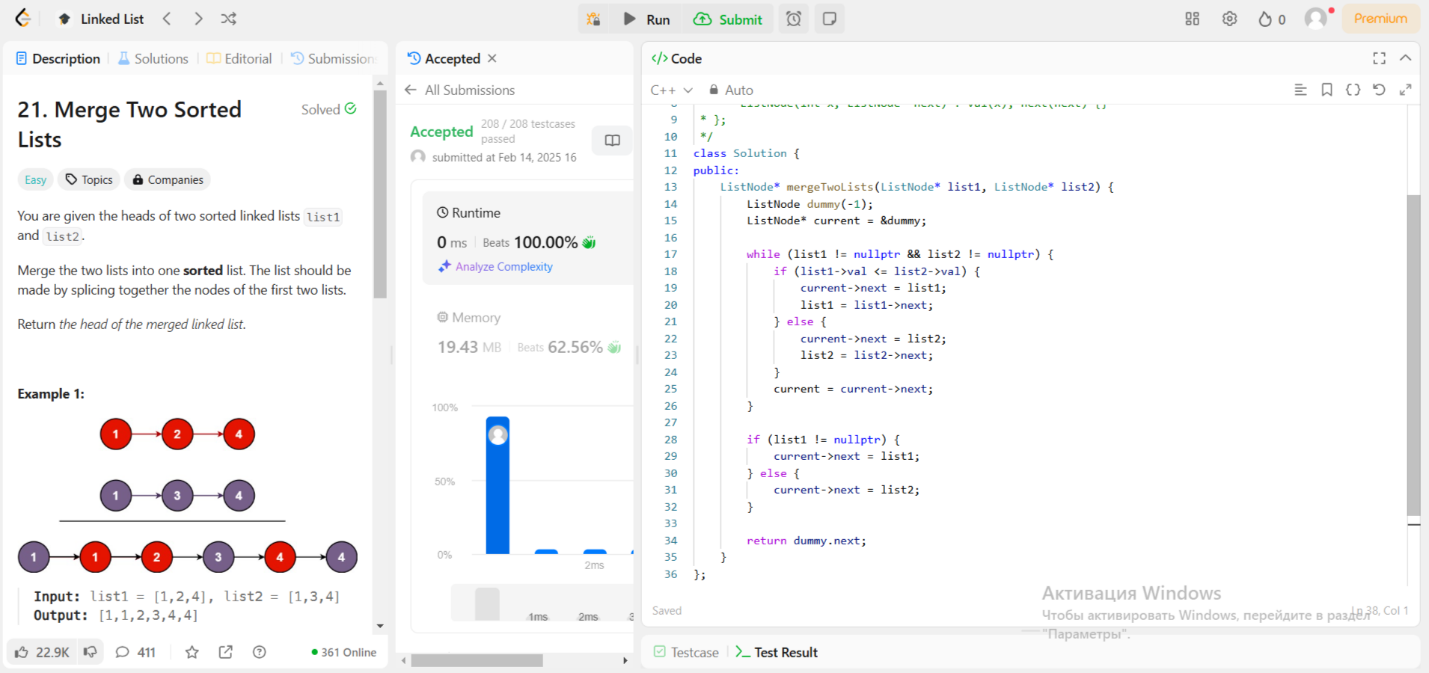 Linked List
Run
Submit
0
Premium
Description
Solutions
Editorial
Submissions
Accepted
Code
21. Merge Two Sorted
Lists
Solved
Easy
Topics
Companies
You are given the heads of two sorted linked lists list1
and list2.
Merge the two lists into one sorted list. The list should be
made by splicing together the nodes of the first two lists.
Return the head of the merged linked list.
Example 1:
1 2 4
1 3 4
1 1 2 3 4 4
Input: list1 = [1,2,4], list2 = [1,3,4]
Output: [1,1,2,3,4,4]
22.9K
411
361 Online
All Submissions
Accepted
208 / 208 testcases
passed
submitted at Feb 14, 2025 16
Runtime
0 ms
Beats 100.00%
Analyze Complexity
Memory
19.43 MB
Beats 62.56%
100%
50%
0%
2ms
1ms 2ms 3
C++
Auto
9 * };
10 */
11 class Solution {
12 public:
13 ListNode* mergeTwoLists(ListNode* list1, ListNode* list2) {
14 ListNode dummy(-1);
15 ListNode* current = &dummy;
16
17 while (list1 != nullptr && list2 != nullptr) {
18 if (list1->val <= list2->val) {
19 current->next = list1;
20 list1 = list1->next;
21 } else {
22 current->next = list2;
23 list2 = list2->next;
24 }
25 current = current->next;
26 }
27
28 if (list1 != nullptr) {
29 current->next = list1;
30 } else {
31 current->next = list2;
32 }
33
34 return dummy.next;
35 }
36 };
Saved
Ln 38, Col 1
Активация Windows
Чтобы активировать Windows, перейдите в раздел
"Параметры".
Testcase
Test Result